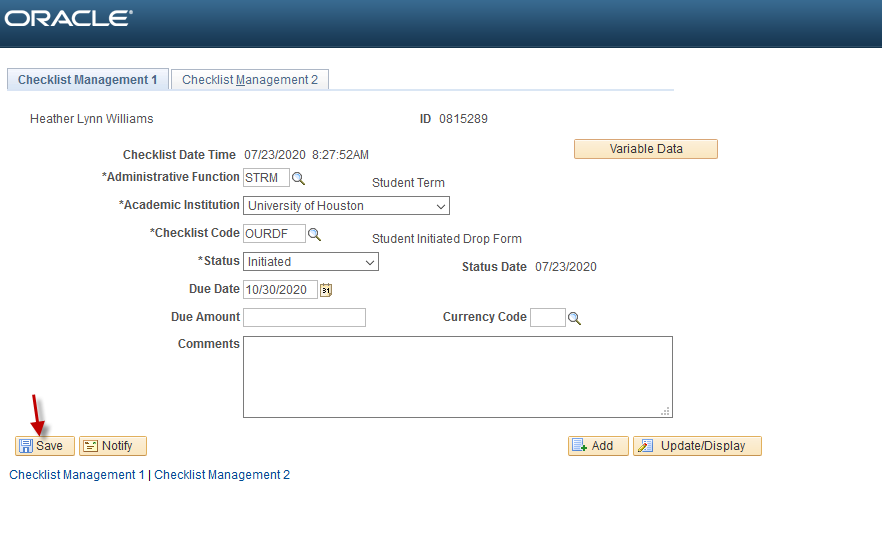 ORACLE®
Checklist Management 1 Checklist Management 2
Heather Lynn Williams ID 0815289
Checklist Date Time 07/23/2020 8:27:52AM Variable Data
*Administrative Function STRM Student Term
*Academic Institution University of Houston
*Checklist Code OURDF Student Initiated Drop Form
*Status Initiated Status Date 07/23/2020
Due Date 10/30/2020 31
Due Amount Currency Code
Comments
Save Notify Add Update/Display
Checklist Management 1 | Checklist Management 2